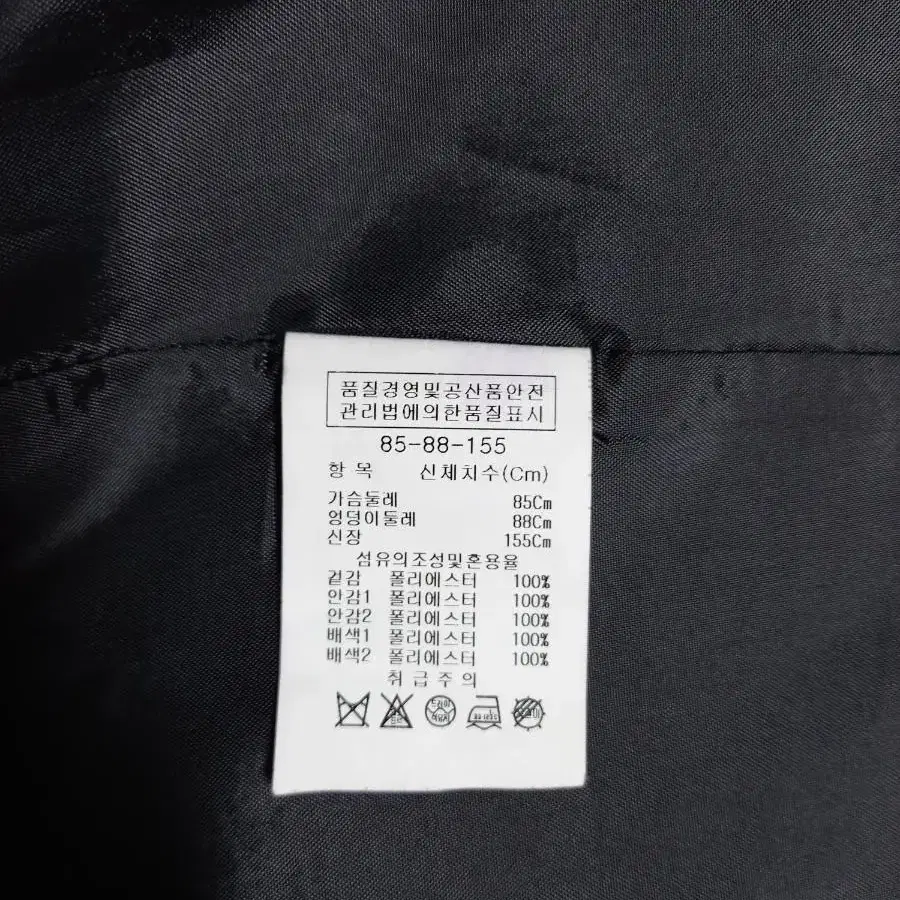 품질경영및공산품안전
관리법에의한품질표시
85-88-155
항 목 신체치수(Cm)
가슴둘레 85Cm
엉덩이둘레 88Cm
신장 155Cm
섬유의조성및혼용율
겉감 폴리에스터 100%
안감1 폴리에스터 100%
안감2 폴리에스터 100%
배색1 폴리에스터 100%
배색2 폴리에스터 100%
취 급 주 의
드라이